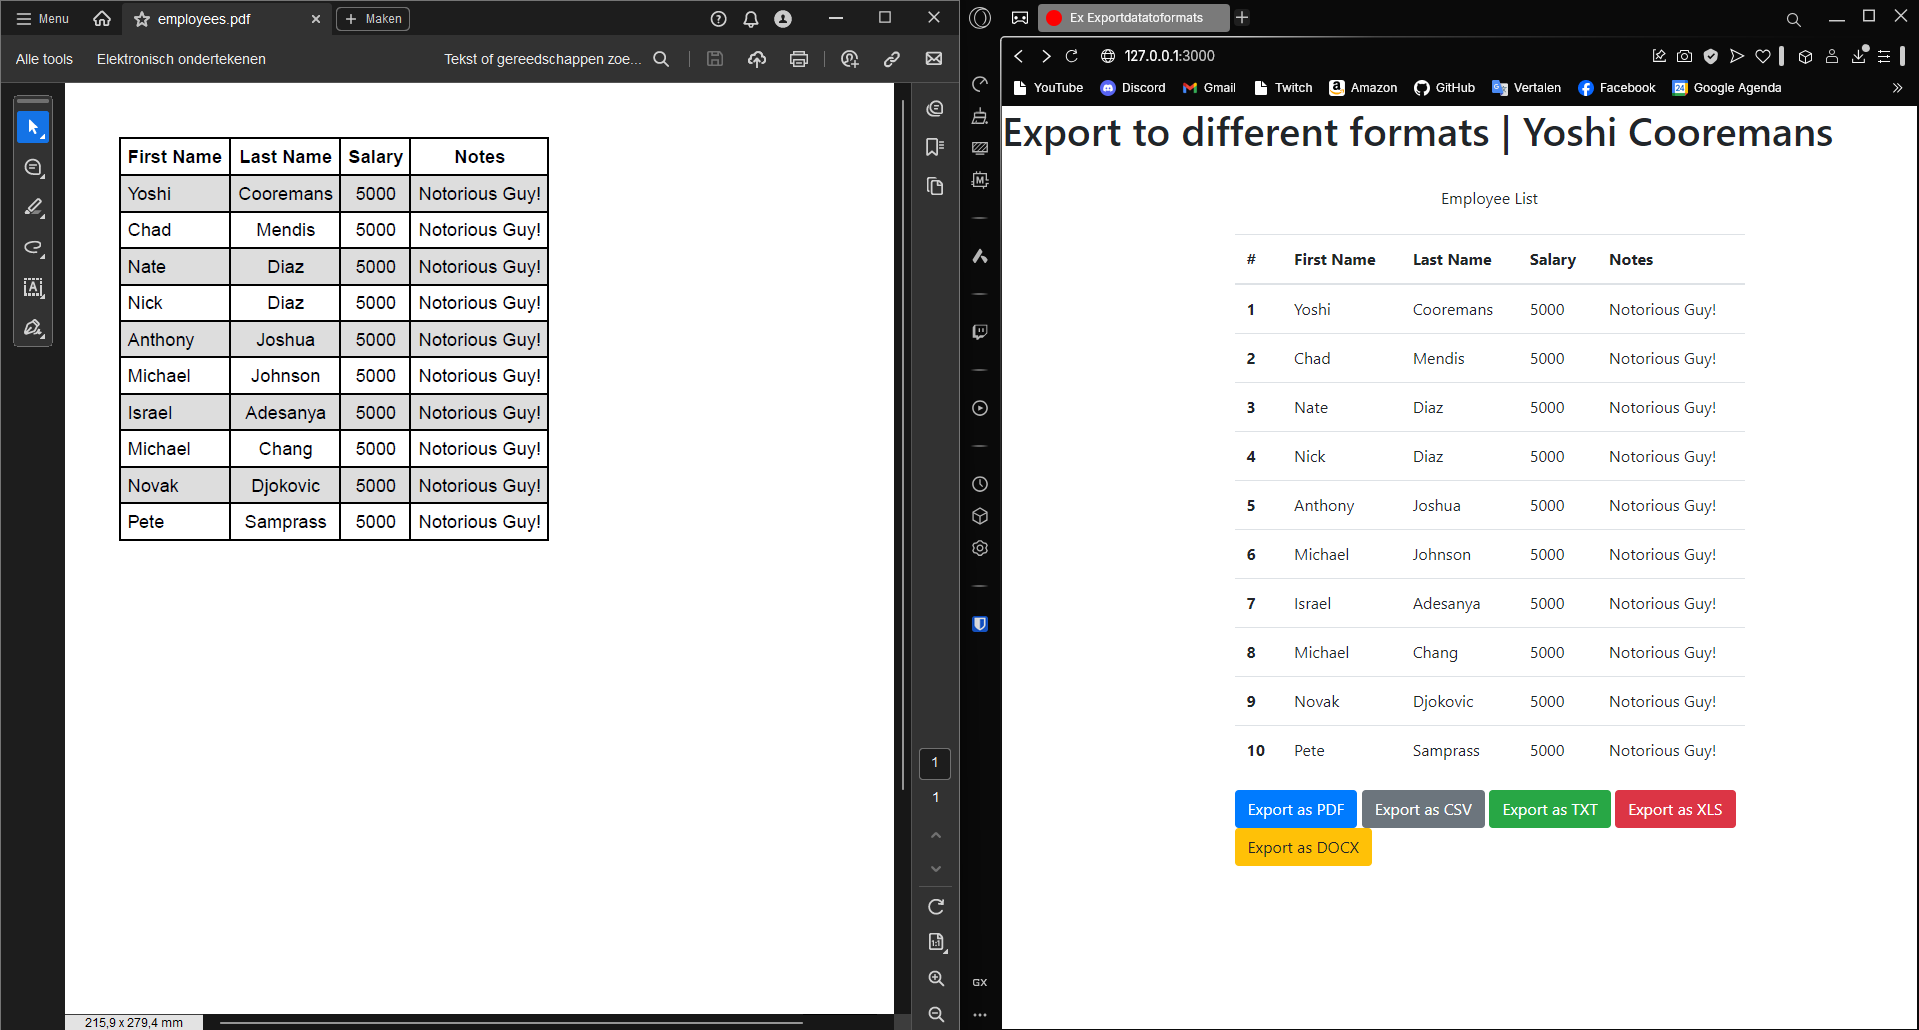 Menu employees.pdf Maken
Alle tools Elektronisch ondertekenen Tekst of gereedschappen zoe...
First Name Last Name Salary Notes
Yoshi Cooremans 5000 Notorious Guy!
Chad Mendis 5000 Notorious Guy!
Nate Diaz 5000 Notorious Guy!
Nick Diaz 5000 Notorious Guy!
Anthony Joshua 5000 Notorious Guy!
Michael Johnson 5000 Notorious Guy!
Israel Adesanya 5000 Notorious Guy!
Michael Chang 5000 Notorious Guy!
Novak Djokovic 5000 Notorious Guy!
Pete Samprass 5000 Notorious Guy!
1
1
1:1
215,9 x 279,4 mm
M
GX
Ex Exportdatatoformats
127.0.0.1:3000
YouTube Discord Gmail Twitch Amazon GitHub Vertalen Facebook 24 Google Agenda
Export to different formats | Yoshi Cooremans
Employee List
# First Name Last Name Salary Notes
1 Yoshi Cooremans 5000 Notorious Guy!
2 Chad Mendis 5000 Notorious Guy!
3 Nate Diaz 5000 Notorious Guy!
4 Nick Diaz 5000 Notorious Guy!
5 Anthony Joshua 5000 Notorious Guy!
6 Michael Johnson 5000 Notorious Guy!
7 Israel Adesanya 5000 Notorious Guy!
8 Michael Chang 5000 Notorious Guy!
9 Novak Djokovic 5000 Notorious Guy!
10 Pete Samprass 5000 Notorious Guy!
Export as PDF Export as CSV Export as TXT Export as XLS
Export as DOCX